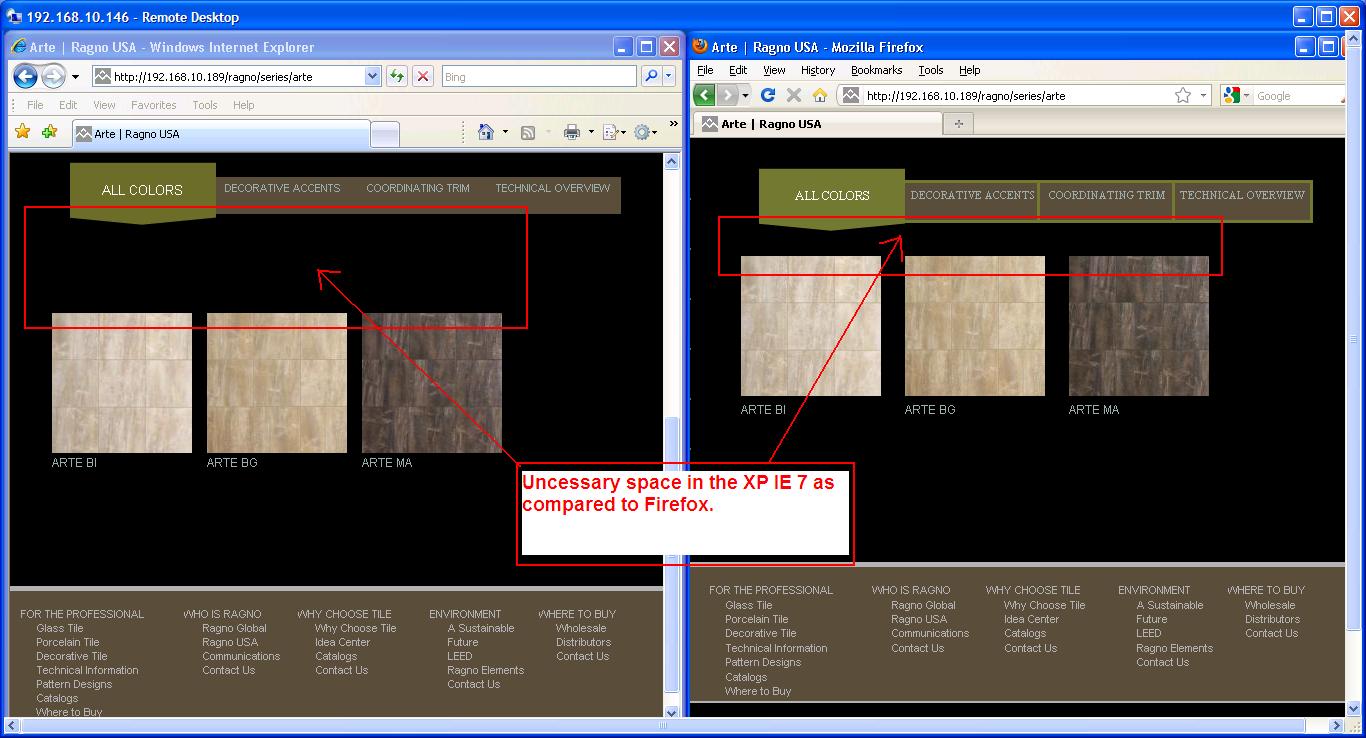 192.168.10.146 - Remote Desktop
Arte | Ragno USA - Windows Internet Explorer
http://192.168.10.189/ragno/series/arte
Bing
File Edit View Favorites Tools Help
Arte | Ragno USA
ALL COLORS
DECORATIVE ACCENTS
COORDINATING TRIM
TECHNICAL OVERVIEW
ARTE BI
ARTE BG
ARTE MA
FOR THE PROFESSIONAL
Glass Tile
Porcelain Tile
Decorative Tile
Technical Information
Pattern Designs
Catalogs
Where to Buy
WHO IS RAGNO
Ragno Global
Ragno USA
Communications
Contact Us
WHY CHOOSE TILE
Why Choose Tile
Idea Center
Catalogs
Contact Us
ENVIRONMENT
A Sustainable
Future
LEED
Ragno Elements
Contact Us
WHERE TO BUY
Wholesale
Distributors
Contact Us
Arte | Ragno USA - Mozilla Firefox
File Edit View History Bookmarks Tools Help
http://192.168.10.189/ragno/series/arte
Google
Arte | Ragno USA
ALL COLORS
DECORATIVE ACCENTS
COORDINATING TRIM
TECHNICAL OVERVIEW
ARTE BI
ARTE BG
ARTE MA
Uncessary space in the XP IE 7 as
compared to Firefox.
FOR THE PROFESSIONAL
Glass Tile
Porcelain Tile
Decorative Tile
Technical Information
Pattern Designs
Catalogs
Where to Buy
WHO IS RAGNO
Ragno Global
Ragno USA
Communications
Contact Us
WHY CHOOSE TILE
Why Choose Tile
Idea Center
Catalogs
Contact Us
ENVIRONMENT
A Sustainable
Future
LEED
Ragno Elements
Contact Us
WHERE TO BUY
Wholesale
Distributors
Contact Us